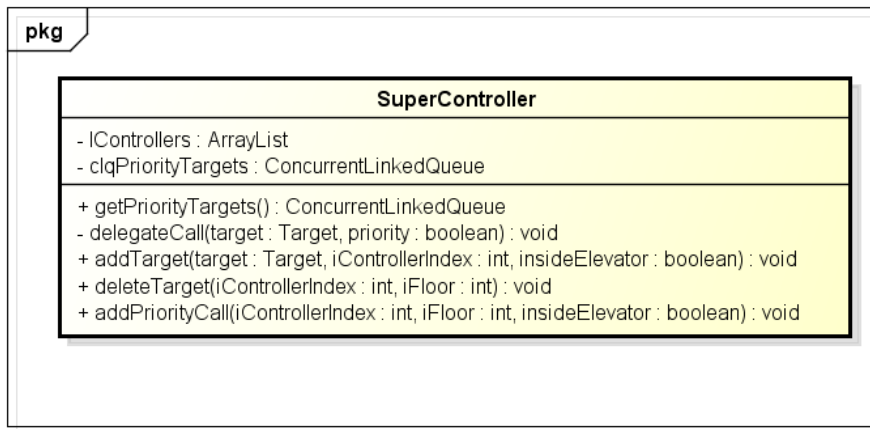 pkg
SuperController
- lControllers : ArrayList
- clqPriorityTargets : ConcurrentLinkedQueue
+ getPriorityTargets() : ConcurrentLinkedQueue
- delegateCall(target : Target, priority : boolean) : void
+ addTarget(target : Target, iControllerIndex : int, insideElevator : boolean) : void
+ deleteTarget(iControllerIndex : int, iFloor : int) : void
+ addPriorityCall(iControllerIndex : int, iFloor : int, insideElevator : boolean) : void